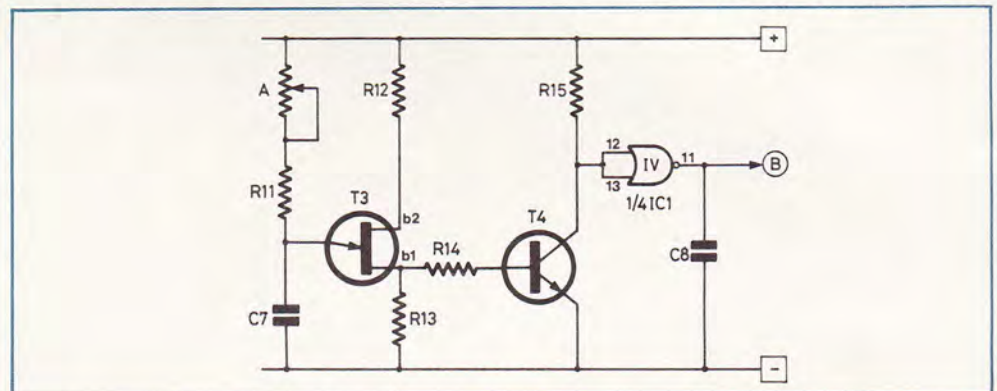 +
A
R12
R15
12
IV
11
B
13
R11
T3
1/4 IC1
b2
T4
b1
R14
C8
C7
R13
-